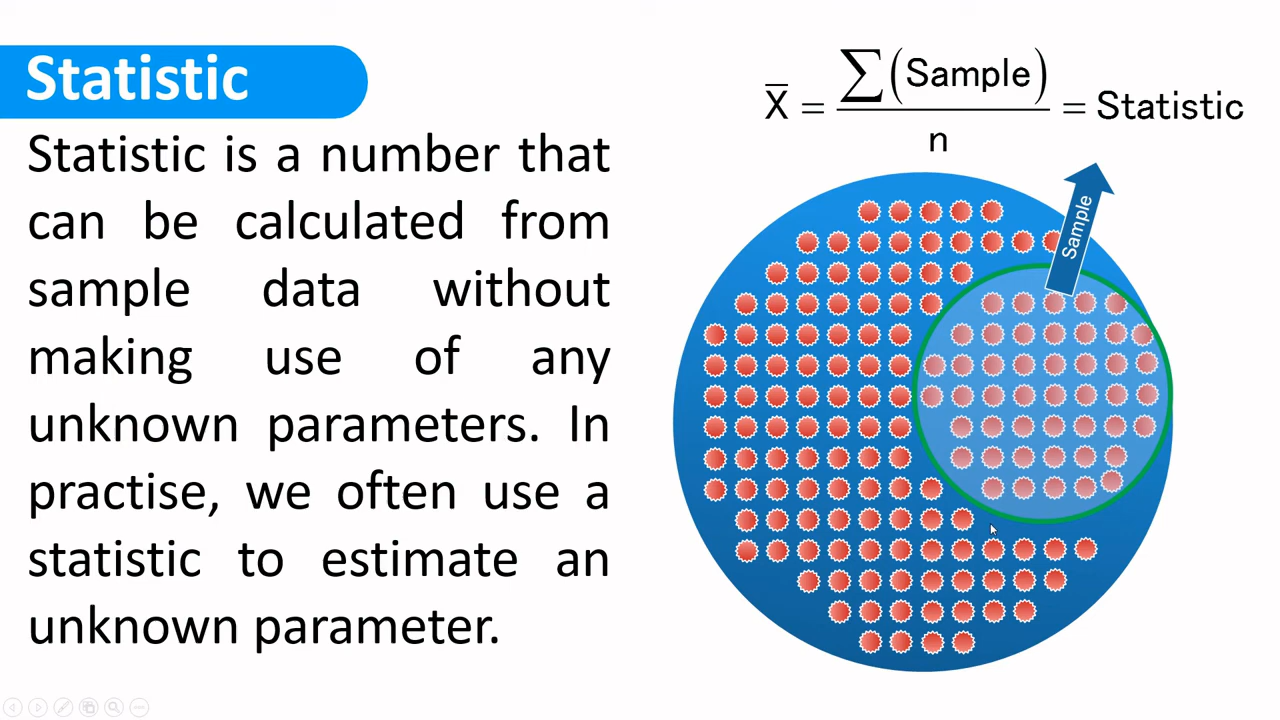 Statistic
Statistic is a number that
can be calculated from
sample data without
making use of any
unknown parameters. In
practise, we often use a
statistic to estimate an
unknown parameter.
X̅ = ∑(Sample) / n = Statistic
Sample